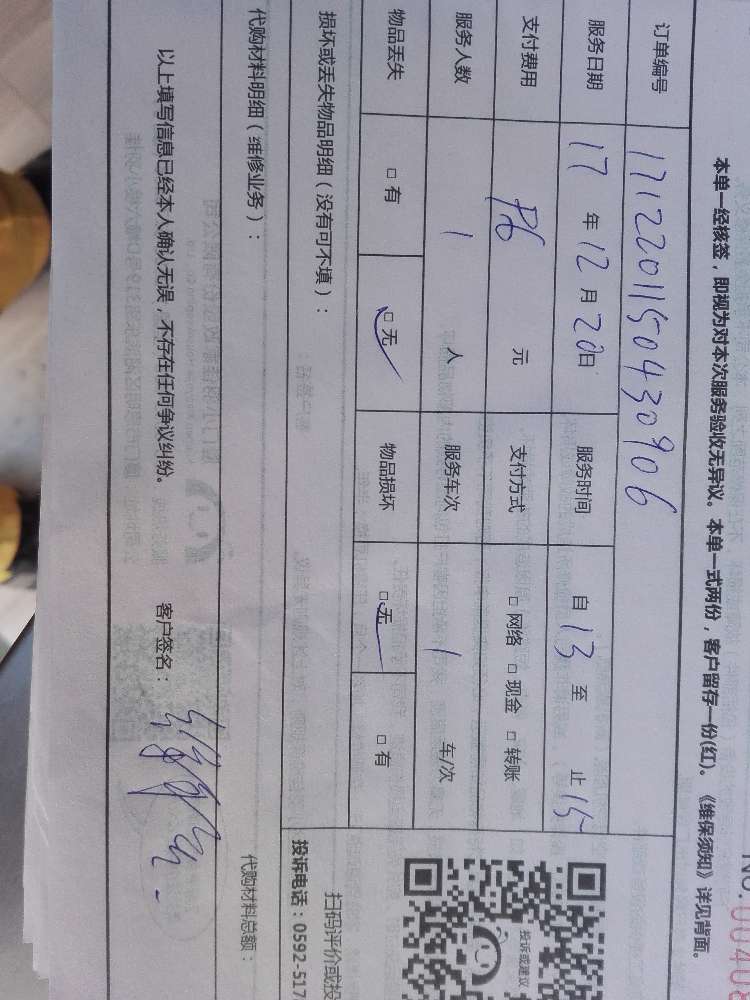 NO.
本单一经核签，即视为对本次服务验收无异议。本单一式两份，客户留存一份(红)。《维保须知》详见背面。
订单编号 171220115043 0906
服务日期 17 年 12 月 20 日 服务时间 自 13 至 止 15
支付费用 元 支付方式 □ 网络 □ 现金 □ 转账
服务人数 1 人 服务车次 1 车/次
物品丢失 □ 有 □ 无 物品损坏 □ 无 □ 有
损坏或丢失物品明细（没有可不填）：
代购材料明细（维修业务）： 代购材料总额：
以上填写信息已经本人确认无误，不存在任何争议纠纷。 客户签名：
投诉或建议
扫码评价或投
投诉电话：0592-517